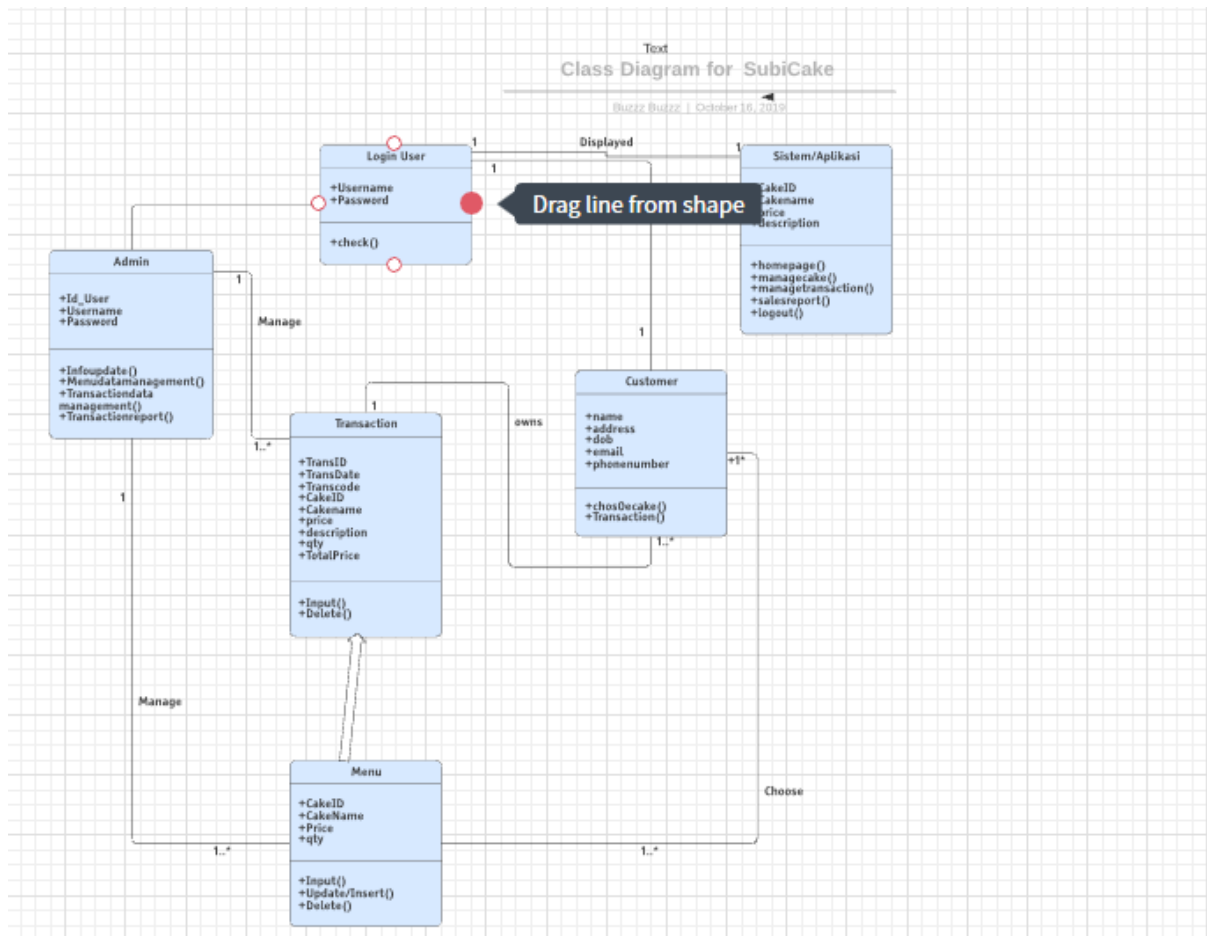 Text
Class Diagram for SubiCake
Buzzz Buzzz | October 16, 2019
Login User
+Username
+Password
+check()
1
Displayed
1
1
Drag line from shape
Sistem/Aplikasi
CakeID
Cakename
price
description
+homepage()
+managecake()
+managetransaction()
+salesreport()
+logout()
Admin
+Id_User
+Username
+Password
+Infoupdate()
+Menudatamanagement()
+Transactiondata
management()
+Transactionreport()
1
Manage
1..*
1
Customer
+name
+address
+dob
+email
+phonenumber
+chosDecake()
+Transaction()
+1*
1..*
owns
1
Transaction
+TransID
+TransDate
+Transcode
+CakeID
+Cakename
+price
+description
+qty
+TotalPrice
+Input()
+Delete()
1
Manage
1..*
Menu
+CakeID
+CakeName
+Price
+qty
+Input()
+Update/Insert()
+Delete()
Choose
1..*